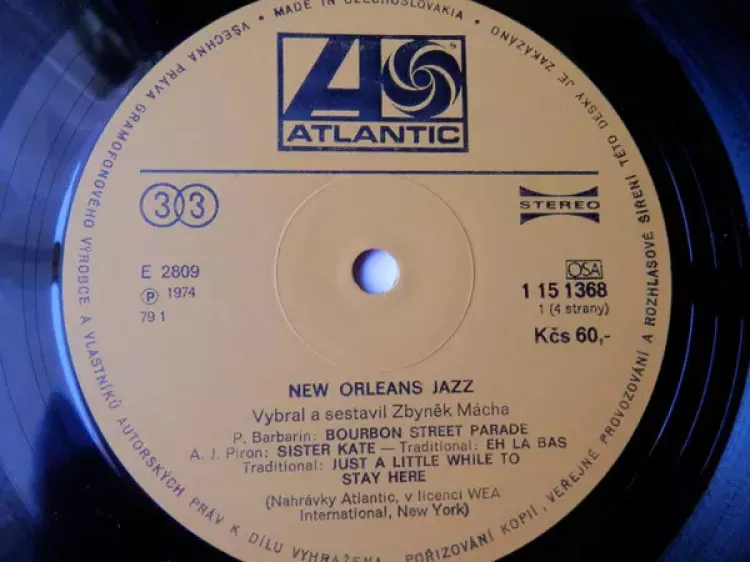 VŠECHNA PRÁVA GRAMOFONOVÉHO VÝROBCE A VLASTNÍKŮ AUTORSKÝCH PRÁV K DÍLU VYHRAŽENA. POŘIZOVÁNÍ KOPIÍ, VEŘEJNÉ PROVOZOVÁNÍ A ROZHLASOVÉ ŠÍŘENÍ TÉTO DESKY JE ZAKÁZÁNO • MADE IN CZECHOSLOVAKIA •
ATLANTIC
33
STEREO
E 2809
Ⓟ 1974
79 1
OSA
1 15 1368
1 (4 strany)
Kčs 60,-
NEW ORLEANS JAZZ
Vybral a sestavil Zbyněk Mácha
P. Barbarin: BOURBON STREET PARADE
A. J. Piron: SISTER KATE — Traditional: EH LA BAS
Traditional: JUST A LITTLE WHILE TO
STAY HERE
(Nahrávky Atlantic, v licenci WEA
International, New York)